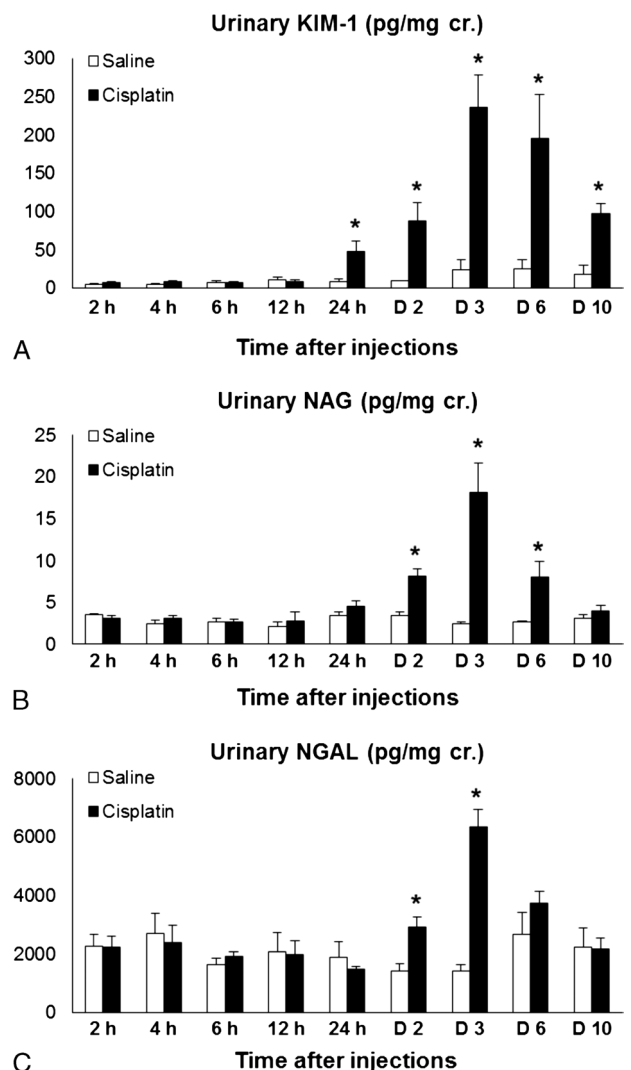 Urinary KIM-1 (pg/mg cr.)
300
250
200
150
100
50
0
Saline
Cisplatin
*
*
*
*
*
2 h 4 h 6 h 12 h 24 h D 2 D 3 D 6 D 10
A
Time after injections
Urinary NAG (pg/mg cr.)
25
20
15
10
5
0
Saline
Cisplatin
*
*
*
2 h 4 h 6 h 12 h 24 h D 2 D 3 D 6 D 10
B
Time after injections
Urinary NGAL (pg/mg cr.)
8000
6000
4000
2000
0
Saline
Cisplatin
*
*
2 h 4 h 6 h 12 h 24 h D 2 D 3 D 6 D 10
C
Time after injections